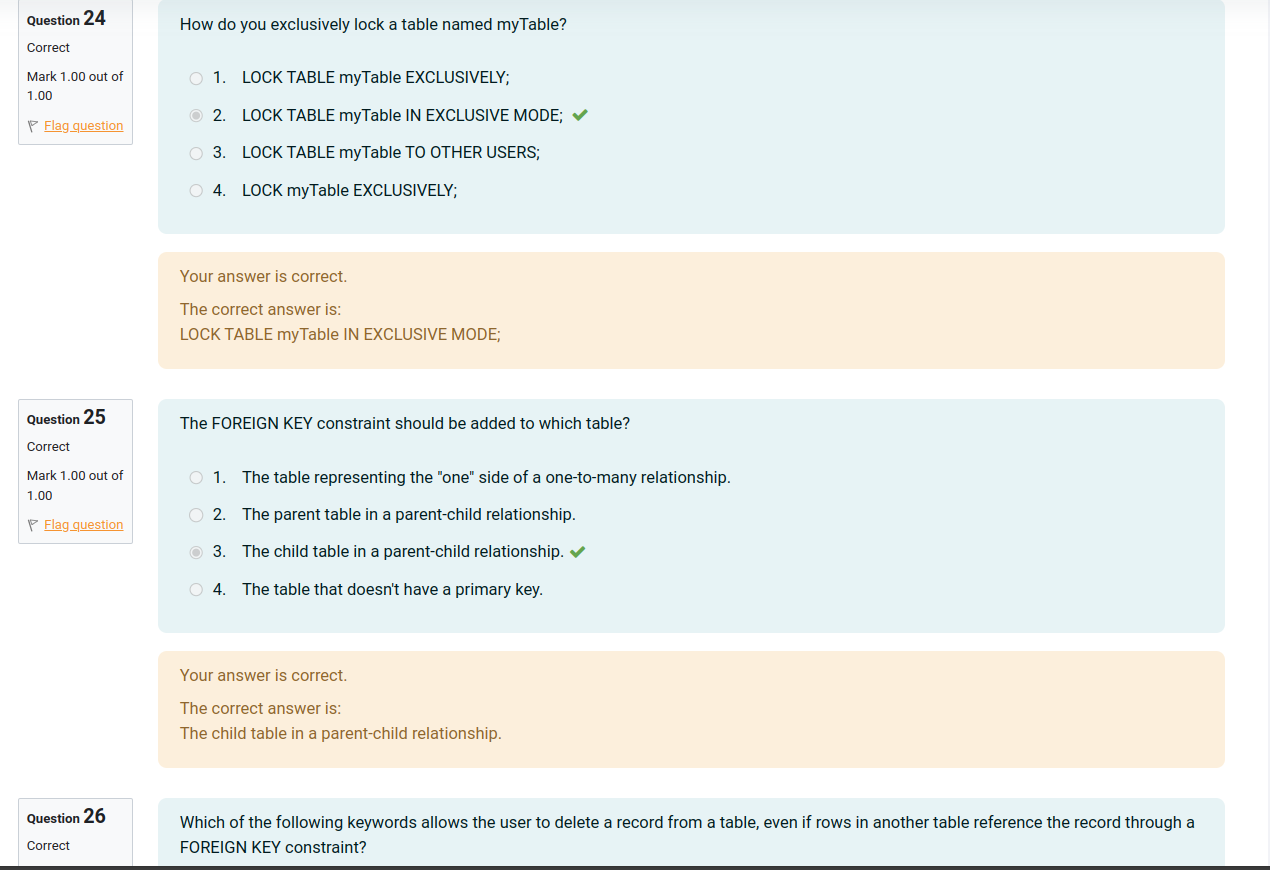 Question 24
Correct
Mark 1.00 out of
1.00
Flag question
How do you exclusively lock a table named myTable?
1. LOCK TABLE myTable EXCLUSIVELY;
2. LOCK TABLE myTable IN EXCLUSIVE MODE;
3. LOCK TABLE myTable TO OTHER USERS;
4. LOCK myTable EXCLUSIVELY;
Your answer is correct.
The correct answer is:
LOCK TABLE myTable IN EXCLUSIVE MODE;
Question 25
Correct
Mark 1.00 out of
1.00
Flag question
The FOREIGN KEY constraint should be added to which table?
1. The table representing the "one" side of a one-to-many relationship.
2. The parent table in a parent-child relationship.
3. The child table in a parent-child relationship.
4. The table that doesn't have a primary key.
Your answer is correct.
The correct answer is:
The child table in a parent-child relationship.
Question 26
Correct
Which of the following keywords allows the user to delete a record from a table, even if rows in another table reference the record through a
FOREIGN KEY constraint?